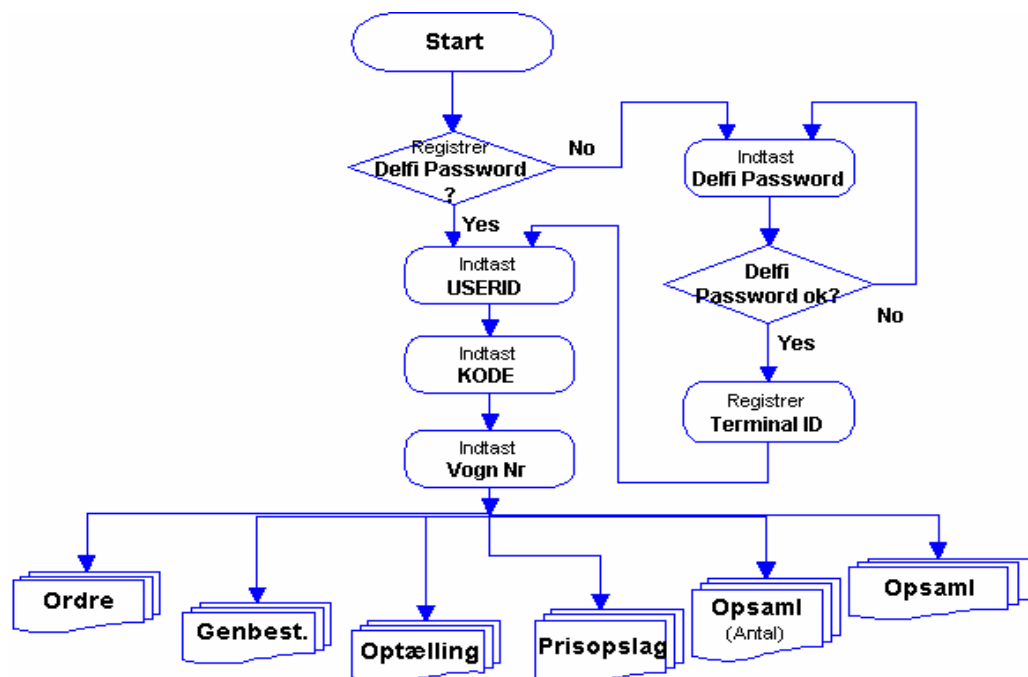 Start
Registrer
Delfi Password
?
No
Yes
Indtast
Delfi Password
Delfi
Password ok?
No
Yes
Registrer
Terminal ID
Indtast
USERID
Indtast
KODE
Indtast
Vogn Nr
Ordre
Genbest.
Optælling
Prisopslag
Opsaml
(Antal)
Opsaml